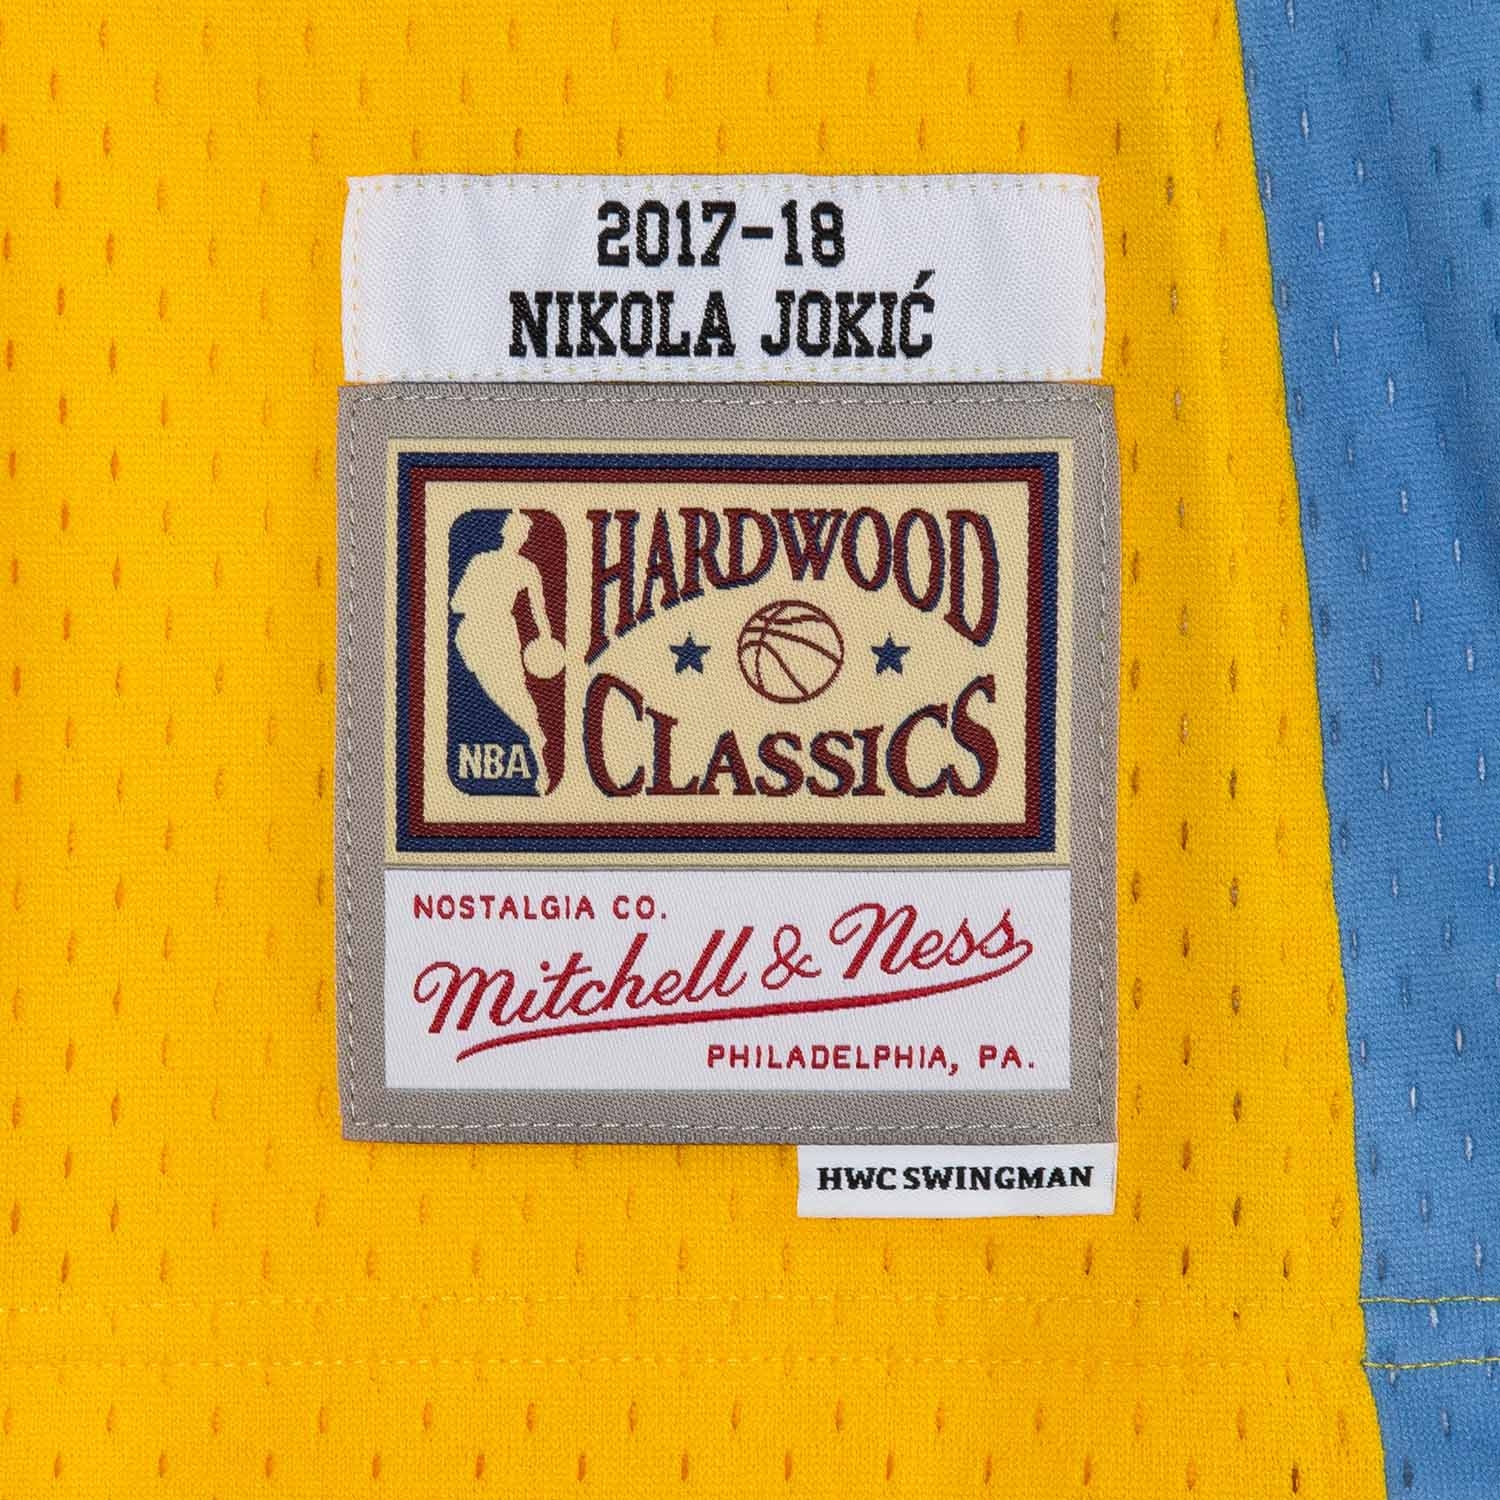 2017-18
NIKOLA JOKIĆ
HARDWOOD
CLASSICS
NBA
NOSTALGIA CO.
Mitchell & Ness
PHILADELPHIA, PA.
HWC SWINGMAN